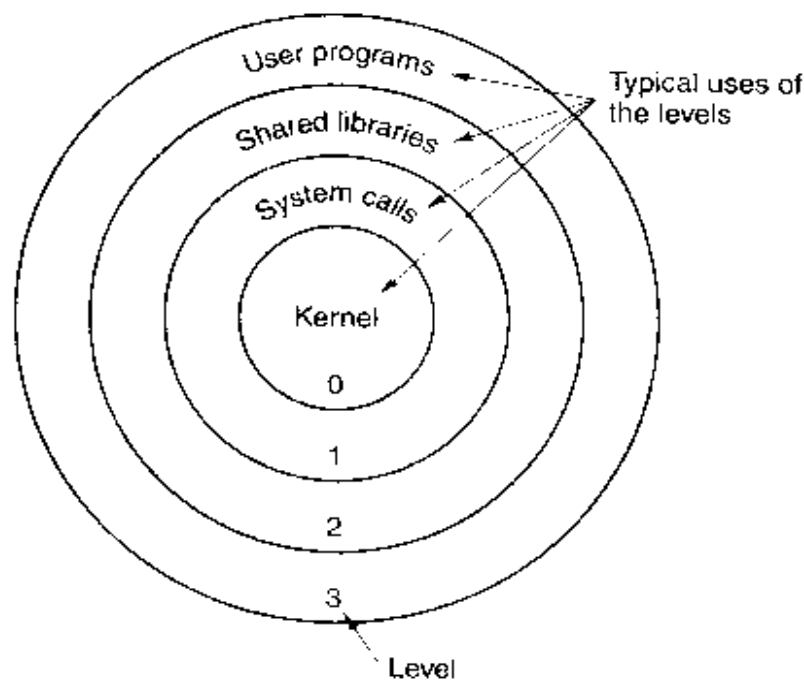 User programs
Shared libraries
System calls
Kernel
0
1
2
3
Typical uses of
the levels
Level